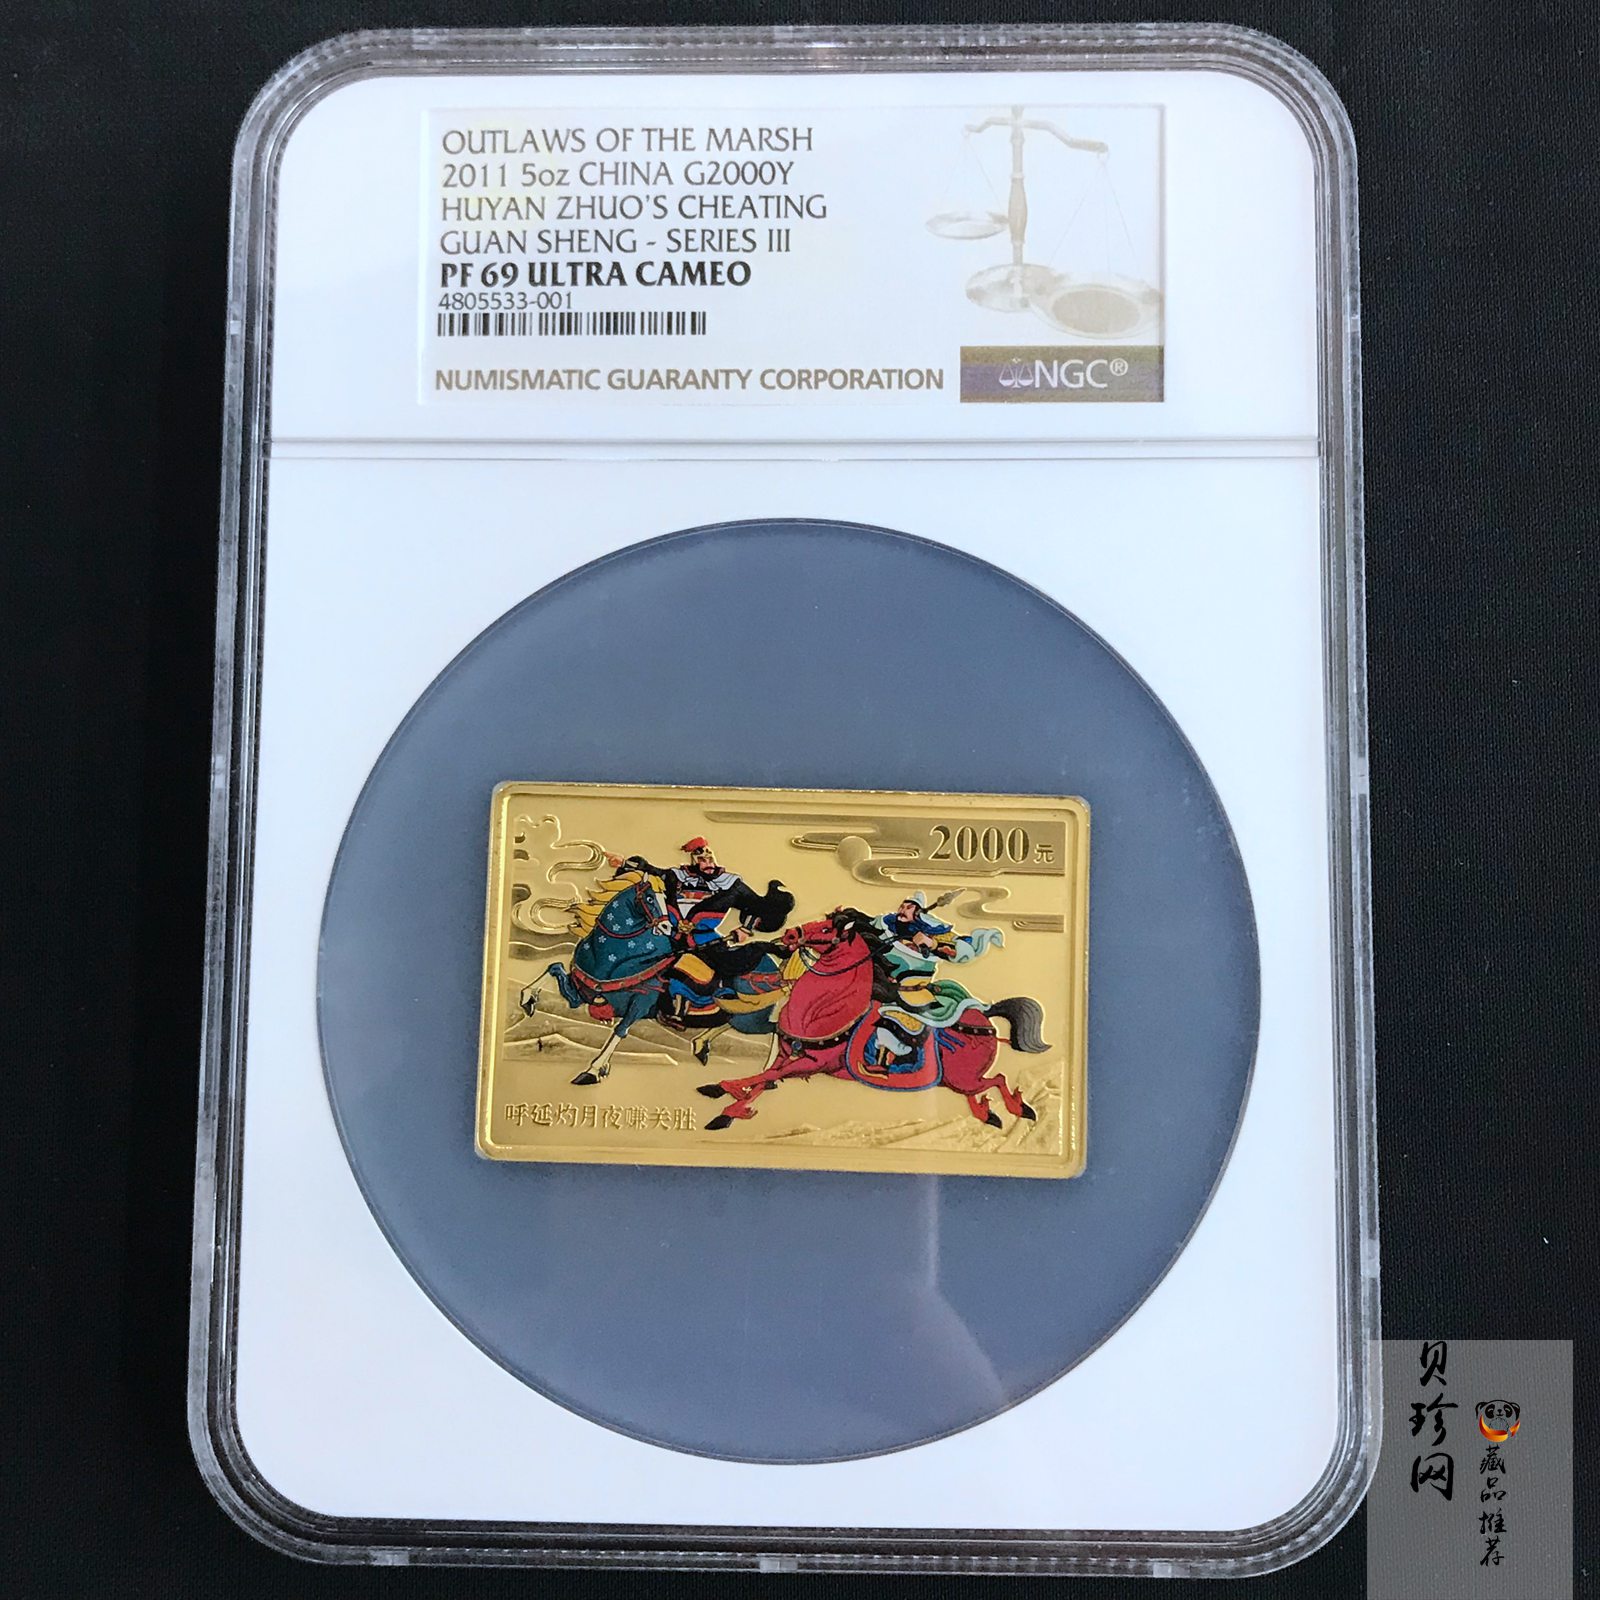 OUTLAWS OF THE MARSH
2011 5oz CHINA G2000Y
HUYAN ZHUO'S CHEATING
GUAN SHENG - SERIES III
PF 69 ULTRA CAMEO
4805533-001
NUMISMATIC GUARANTY CORPORATION
NGC®
2000元
呼延灼月夜赚关胜
贝珍网
藏品推荐